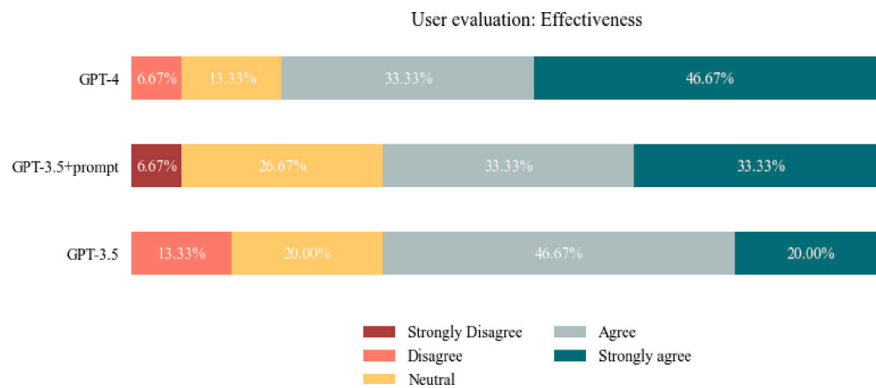 User evaluation: Effectiveness
GPT-4
6.67%
13.33%
33.33%
46.67%
GPT-3.5+prompt
6.67%
26.67%
33.33%
33.33%
GPT-3.5
13.33%
20.00%
46.67%
20.00%
Strongly Disagree
Disagree
Neutral
Agree
Strongly agree